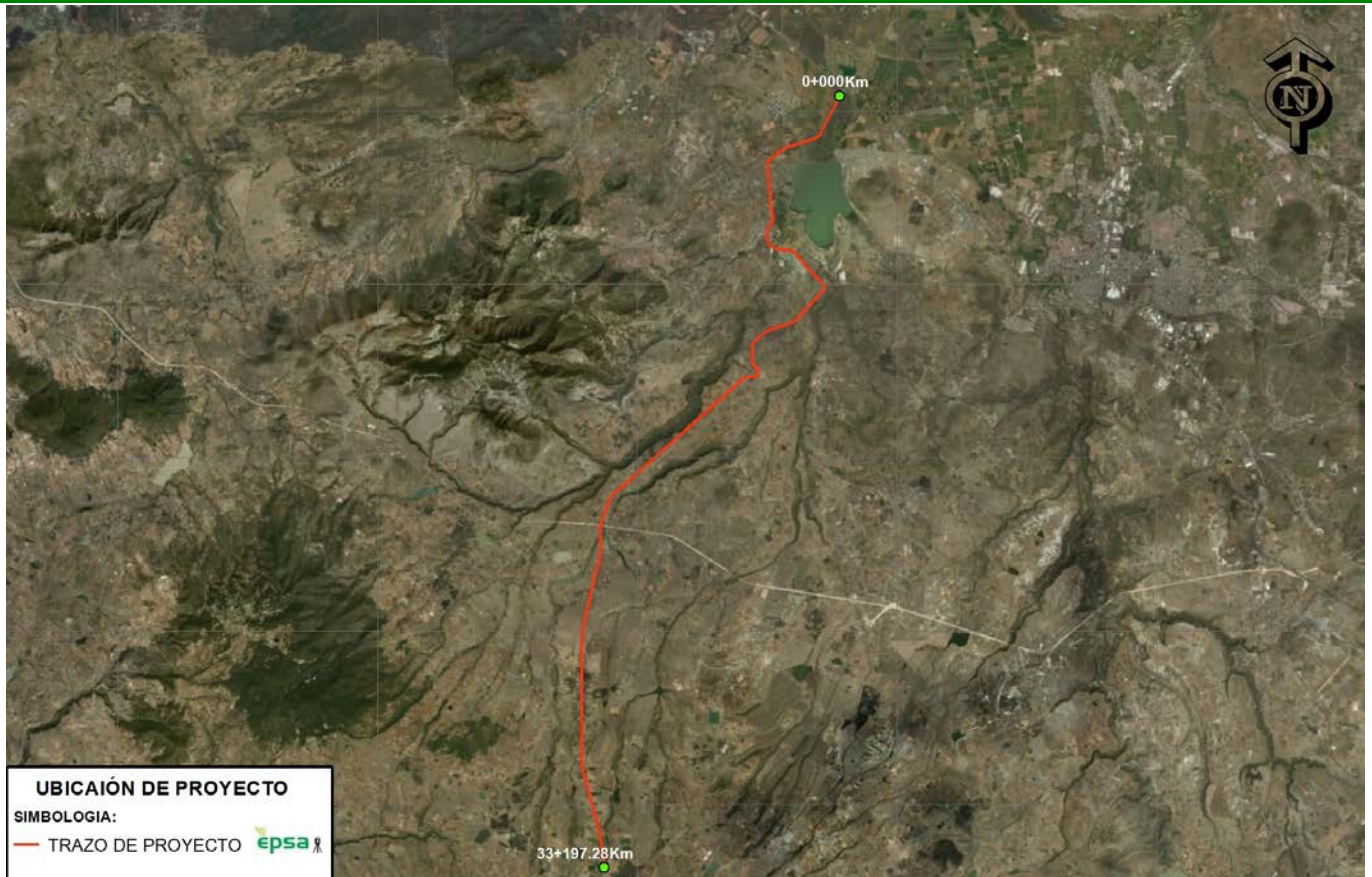 0+000Km
N
33+197.28Km
UBICAIÓN DE PROYECTO
SIMBOLOGIA:
TRAZO DE PROYECTO epsa